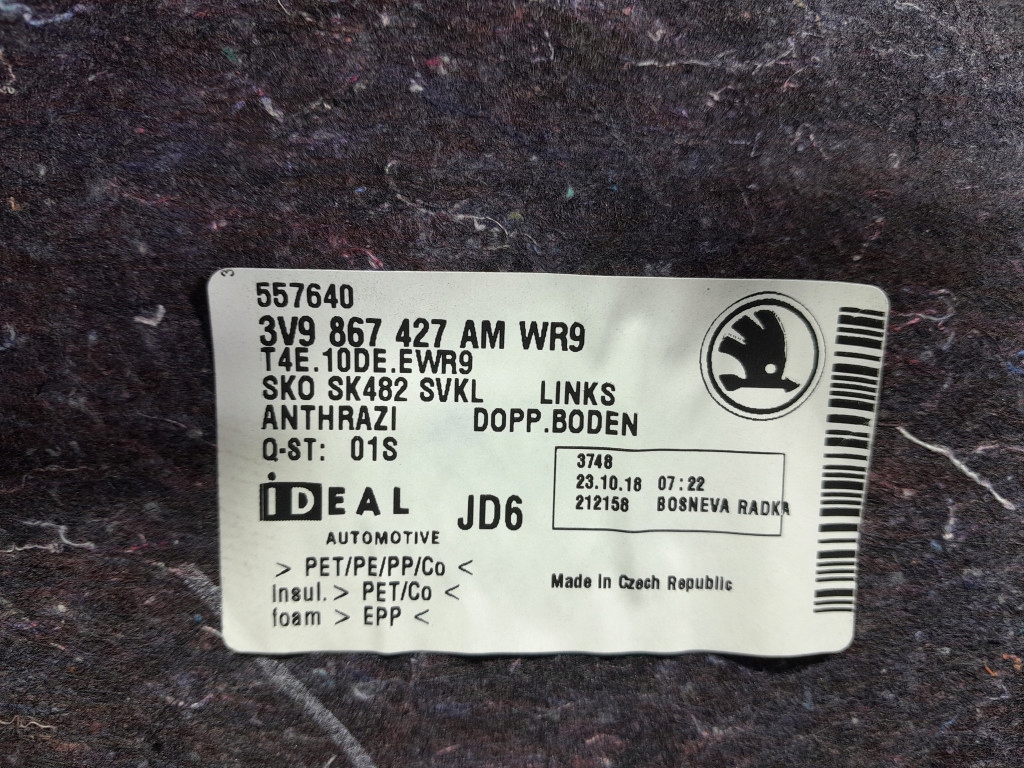 3
557640
3V9 867 427 AM WR9
T4E.10DE.EWR9
SKO SK482 SVKL LINKS
ANTHRAZI DOPP.BODEN
Q-ST: 01S
3748
23.10.18 07:22
212158 BOSNEVA RADKA
iDEAL
AUTOMOTIVE
JD6
> PET/PE/PP/Co <
insul.> PET/Co <
foam > EPP <
Made in Czech Republic